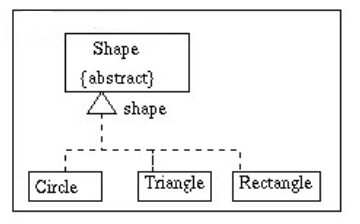 Shape
{abstract}
shape
Circle
Triangle
Rectangle